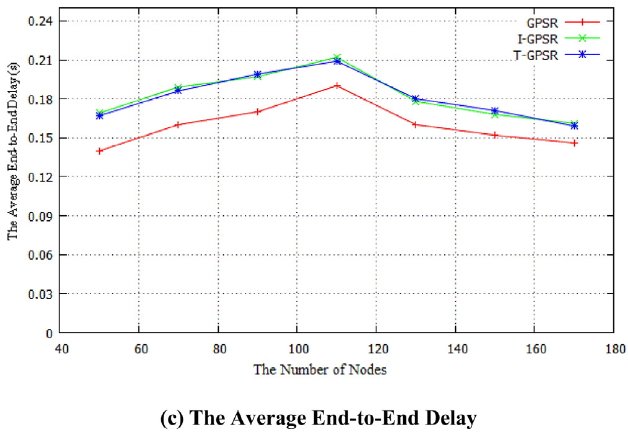 0.24
0.21
0.18
0.15
0.12
0.09
0.06
0.03
0
The Average End-to-End Delay (s)
GPSR
I-GPSR
T-GPSR
40 60 80 100 120 140 160 180
The Number of Nodes
(c) The Average End-to-End Delay